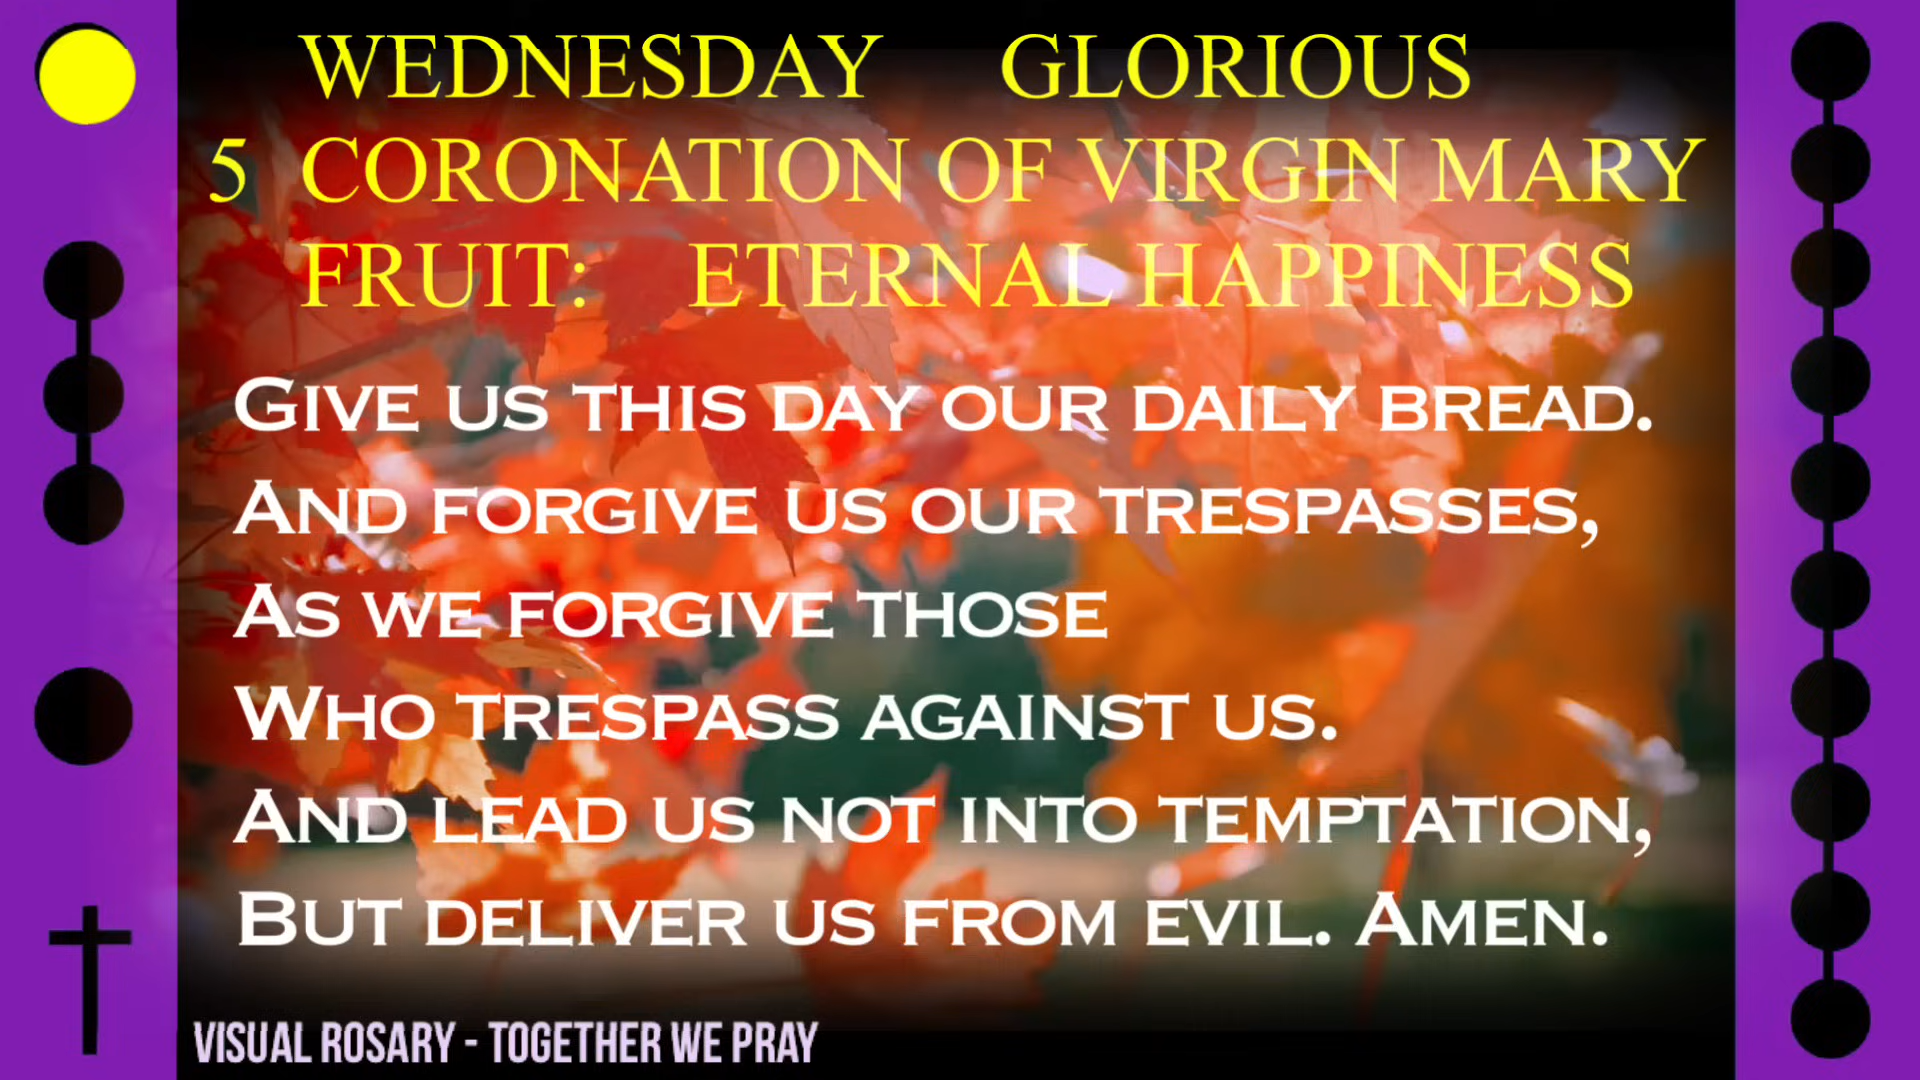 WEDNESDAY GLORIOUS
5 CORONATION OF VIRGIN MARY
FRUIT: ETERNAL HAPPINESS
GIVE US THIS DAY OUR DAILY BREAD.
AND FORGIVE US OUR TRESPASSES,
AS WE FORGIVE THOSE
WHO TRESPASS AGAINST US.
AND LEAD US NOT INTO TEMPTATION,
BUT DELIVER US FROM EVIL. AMEN.
VISUAL ROSARY - TOGETHER WE PRAY